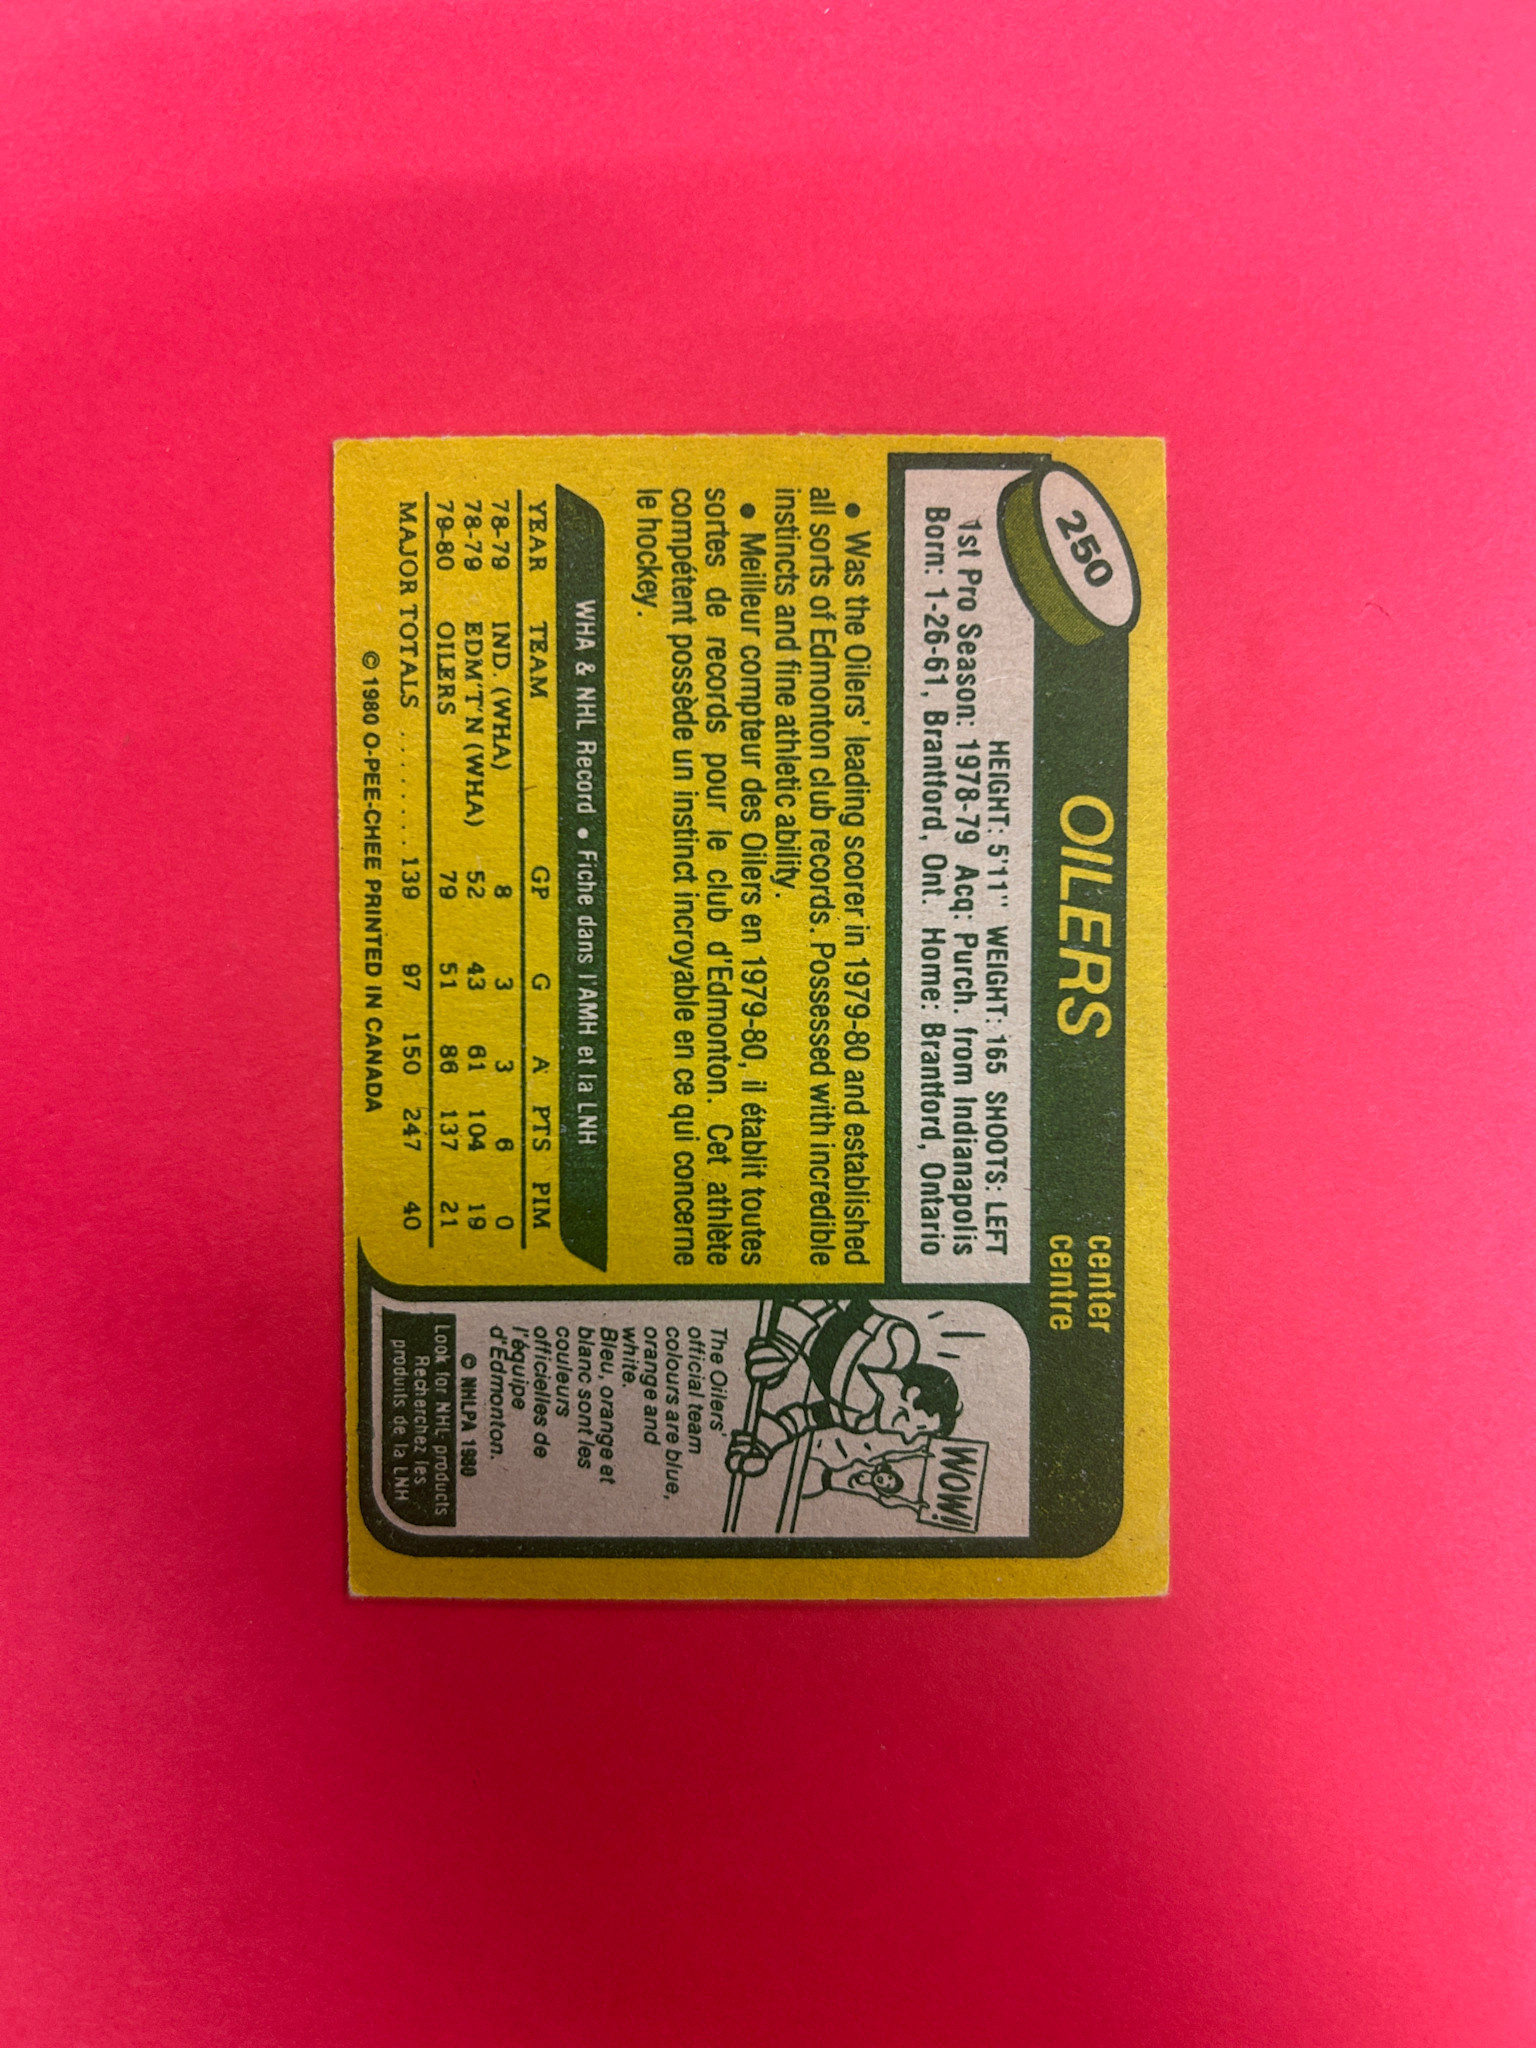 250
OILERS
center
centre
HEIGHT: 5'11" WEIGHT: 165 SHOOTS: LEFT
1st Pro Season: 1978-79 Acq: Purch. from Indianapolis
Born: 1-26-61, Brantford, Ont. Home: Brantford, Ontario
• Was the Oilers' leading scorer in 1979-80 and established
all sorts of Edmonton club records. Possessed with incredible
instincts and fine athletic ability.
• Meilleur compteur des Oilers en 1979-80, il établit toutes
sortes de records pour le club d'Edmonton. Cet athlète
compétent possède un instinct incroyable en ce qui concerne
le hockey.
WHA & NHL Record • Fiche dans l'AMH et la LNH
YEAR TEAM GP G A PTS PIM
78-79 IND. (WHA) 8 3 3 6 0
78-79 EDM'T'N (WHA) 52 43 61 104 19
79-80 OILERS 79 51 86 137 21
MAJOR TOTALS ....... 139 97 150 247 40
© 1980 O-PEE-CHEE PRINTED IN CANADA
WOW!
The Oilers'
official team
colours are blue,
orange and
white.
Bleu, orange et
blanc sont les
couleurs
officielles de
l'équipe
d'Edmonton.
© NHLPA 1980
Look for NHL products
Recherchez les
produits de la LNH